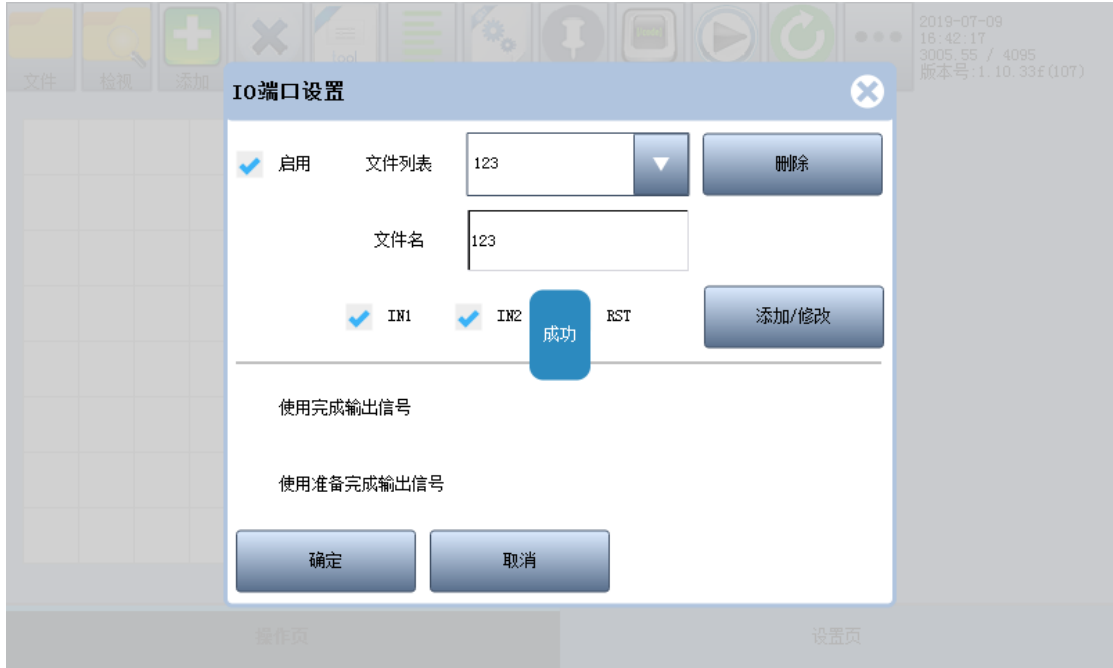 2019-07-09
16:42:17
3005.55 / 4095
版本号:1.10.33f(107)
文件 检视 添加
Tool
IO端口设置
启用 文件列表 123 删除
文件名 123
IN1 IN2 RST 添加/修改
成功
使用完成输出信号
使用准备完成输出信号
确定 取消
操作页 设置页